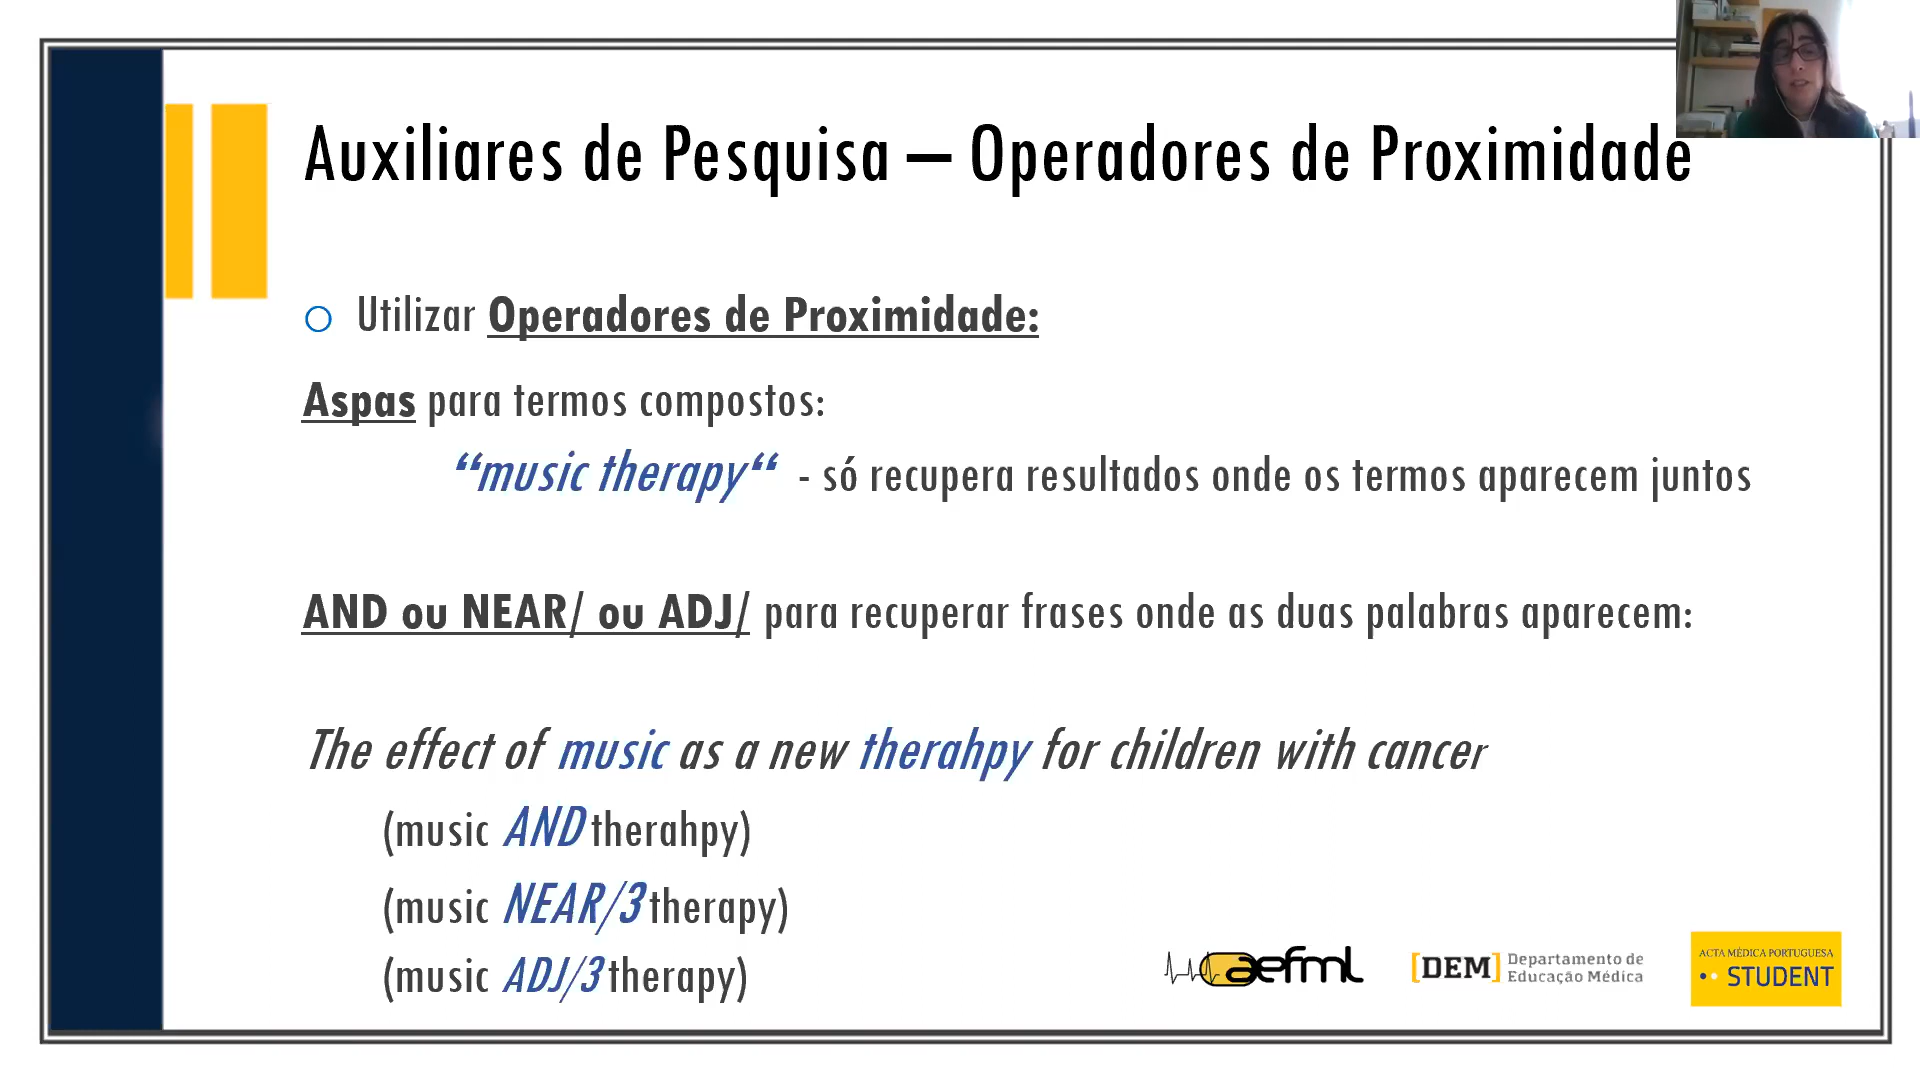 Auxiliares de Pesquisa – Operadores de Proximidade
Utilizar Operadores de Proximidade:
Aspas para termos compostos:
“music therapy“ - só recupera resultados onde os termos aparecem juntos
AND ou NEAR/ ou ADJ/ para recuperar frases onde as duas palabras aparecem:
The effect of music as a new therahpy for children with cancer
(music AND therahpy)
(music NEAR/3 therapy)
(music ADJ/3 therapy)
aefml
[DEM] Departamento de
Educação Médica
ACTA MÉDICA PORTUGUESA
STUDENT